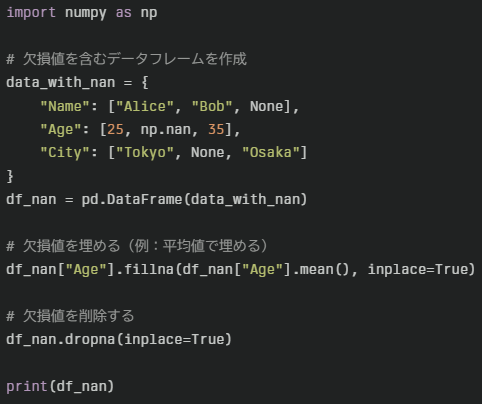 import numpy as np

# 欠損値を含むデータフレームを作成
data_with_nan = {
    "Name": ["Alice", "Bob", None],
    "Age": [25, np.nan, 35],
    "City": ["Tokyo", None, "Osaka"]
}
df_nan = pd.DataFrame(data_with_nan)

# 欠損値を埋める（例：平均値で埋める）
df_nan["Age"].fillna(df_nan["Age"].mean(), inplace=True)

# 欠損値を削除する
df_nan.dropna(inplace=True)

print(df_nan)